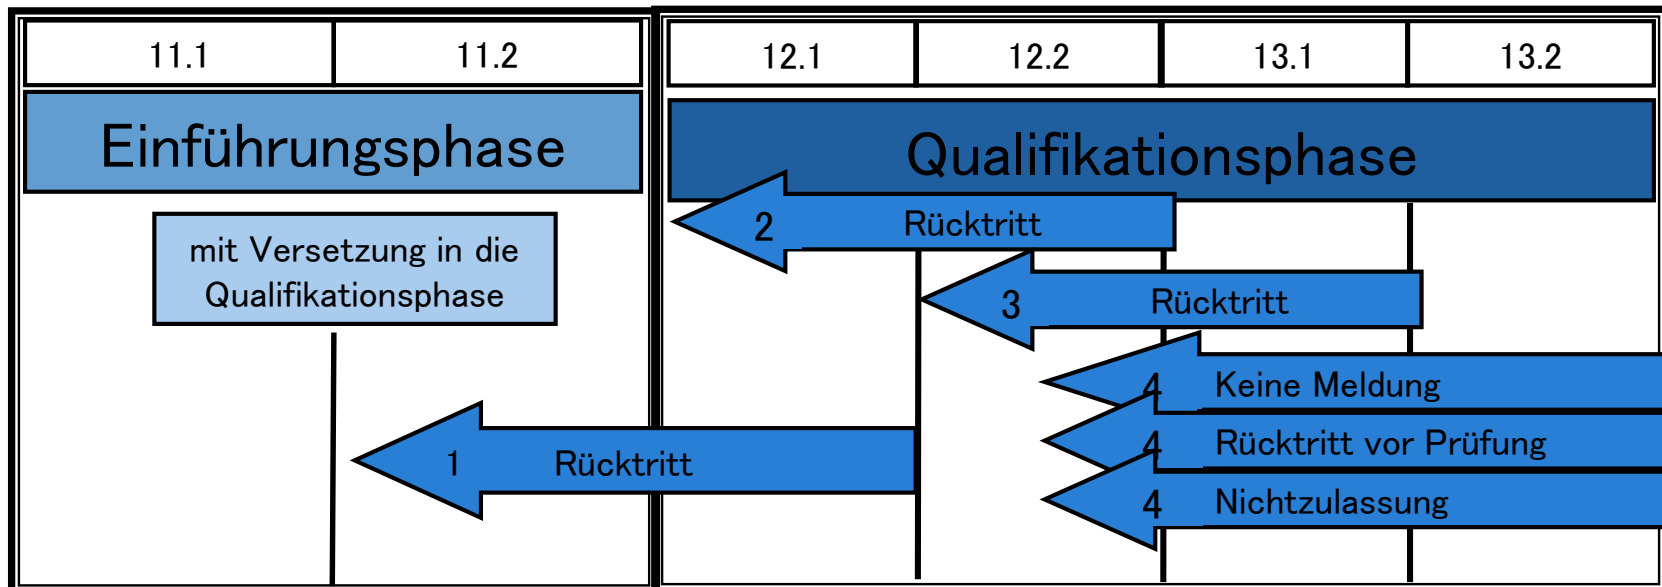 11.1
11.2
12.1
12.2
13.1
13.2
Einführungsphase
Qualifikationsphase
mit Versetzung in die
Qualifikationsphase
2 Rücktritt
3 Rücktritt
4 Keine Meldung
4 Rücktritt vor Prüfung
1 Rücktritt
4 Nichtzulassung